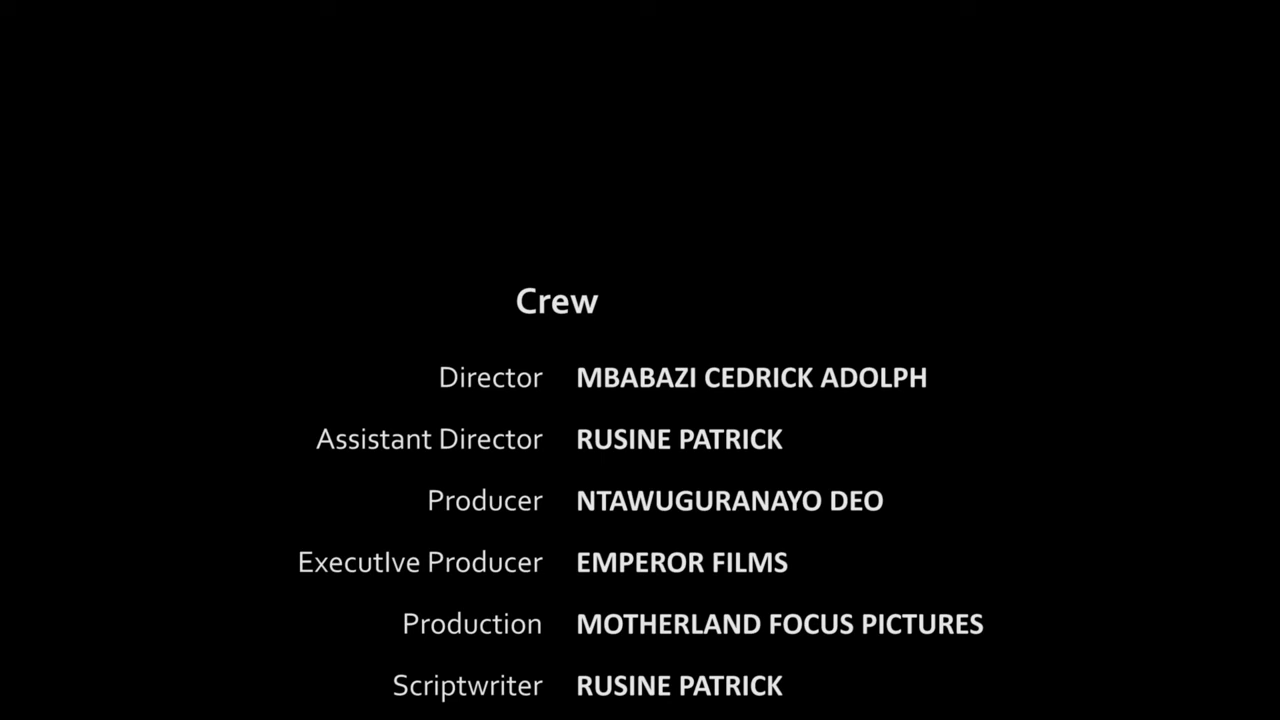 Crew
Director MBABAZI CEDRICK ADOLPH
Assistant Director RUSINE PATRICK
Producer NTAWUGURANAYO DEO
ExecutIve Producer EMPEROR FILMS
Production MOTHERLAND FOCUS PICTURES
Scriptwriter RUSINE PATRICK